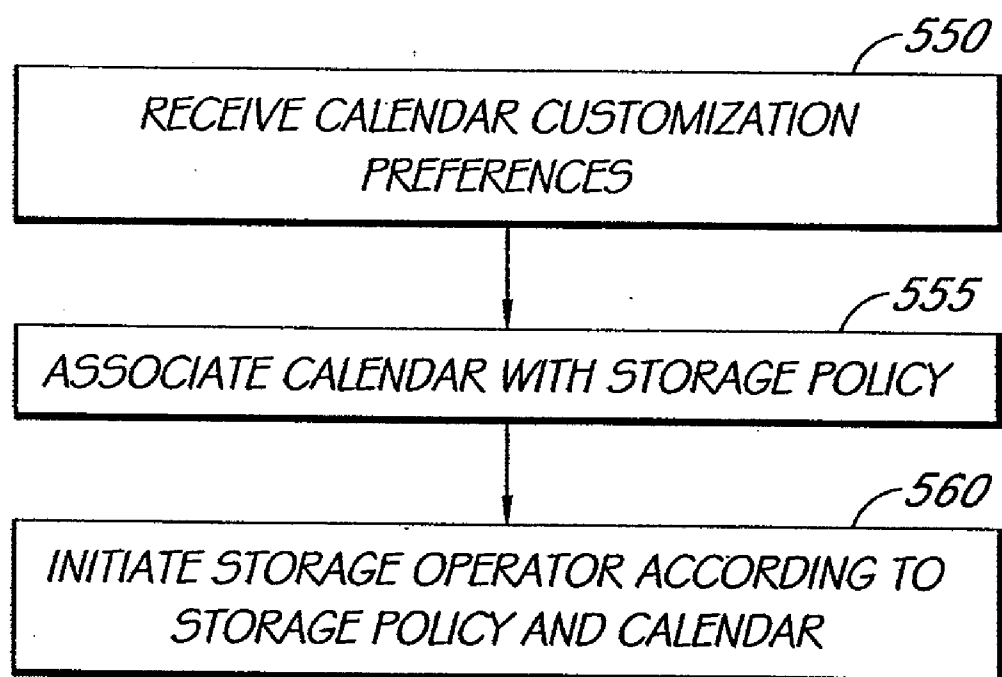 550
RECEIVE CALENDAR CUSTOMIZATION
PREFERENCES
555
ASSOCIATE CALENDAR WITH STORAGE POLICY
560
INITIATE STORAGE OPERATOR ACCORDING TO
STORAGE POLICY AND CALENDAR